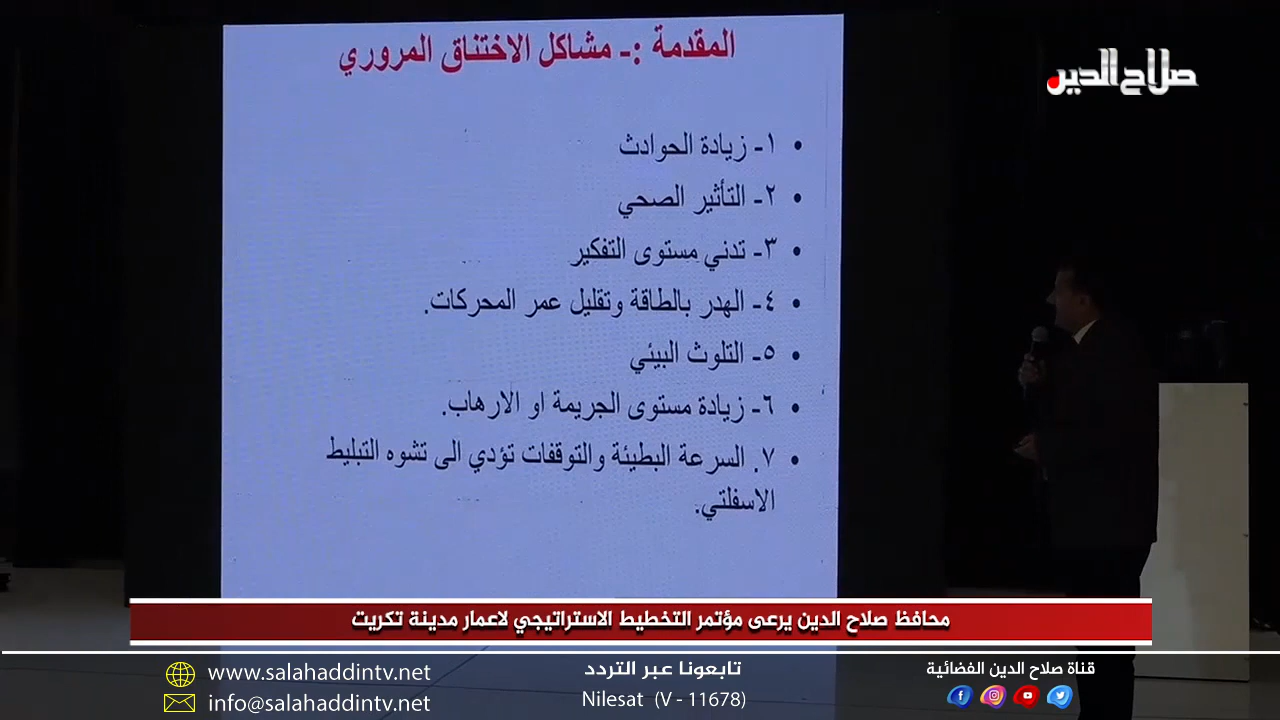 المقدمة :- مشاكل الاختناق المروري
صلاح الدين
• ١- زيادة الحوادث
• ٢- التأثير الصحي
• ٣- تدني مستوى التفكير
• ٤- الهدر بالطاقة وتقليل عمر المحركات.
• ٥- التلوث البيئي
• ٦- زيادة مستوى الجريمة او الارهاب.
• ٧. السرعة البطيئة والتوقفات تؤدي الى تشوه التبليط
الاسفلتي.
محافظ صلاح الدين يرعى مؤتمر التخطيط الاستراتيجي لاعمار مدينة تكريت
قناة صلاح الدين الفضائية
تابعونا عبر التردد
Nilesat (V - 11678)
www.salahaddintv.net
info@salahaddintv.net